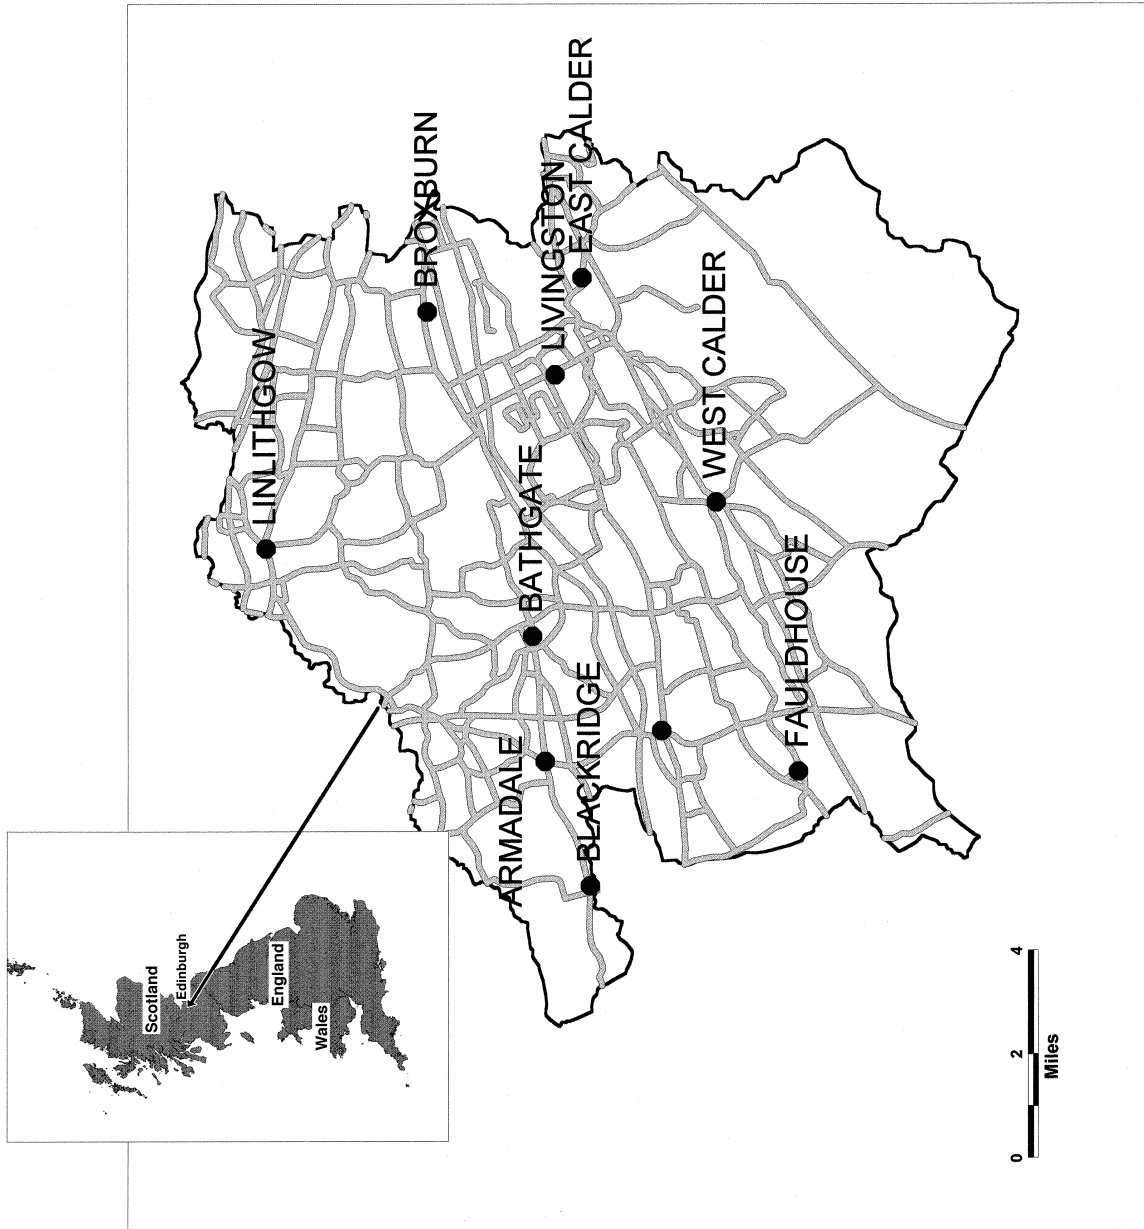 Scotland
Edinburgh
England
Wales
LINLITHGOW
BROXBURN
LIVINGSTON
EAST CALDER
BATHGATE
WEST CALDER
ARMADALE
BLACKRIDGE
FAULDHOUSE
0 2 4
Miles